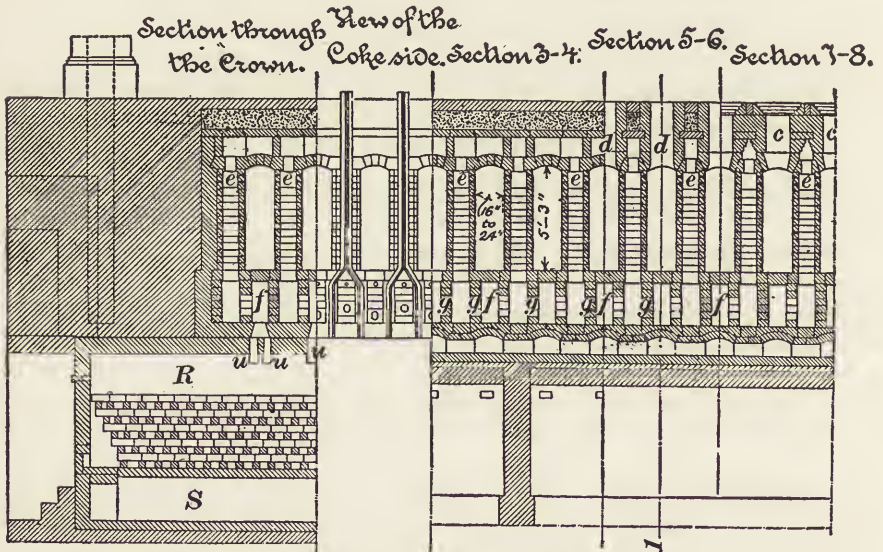 Section through
the Crown.
View of the
Coke side.
Section 3-4.
Section 5-6.
Section 7-8.
d d c c
e e e e e e e
(16"
to
24")
5'-3"
f g g f g g f g f
u u u
R
S
1